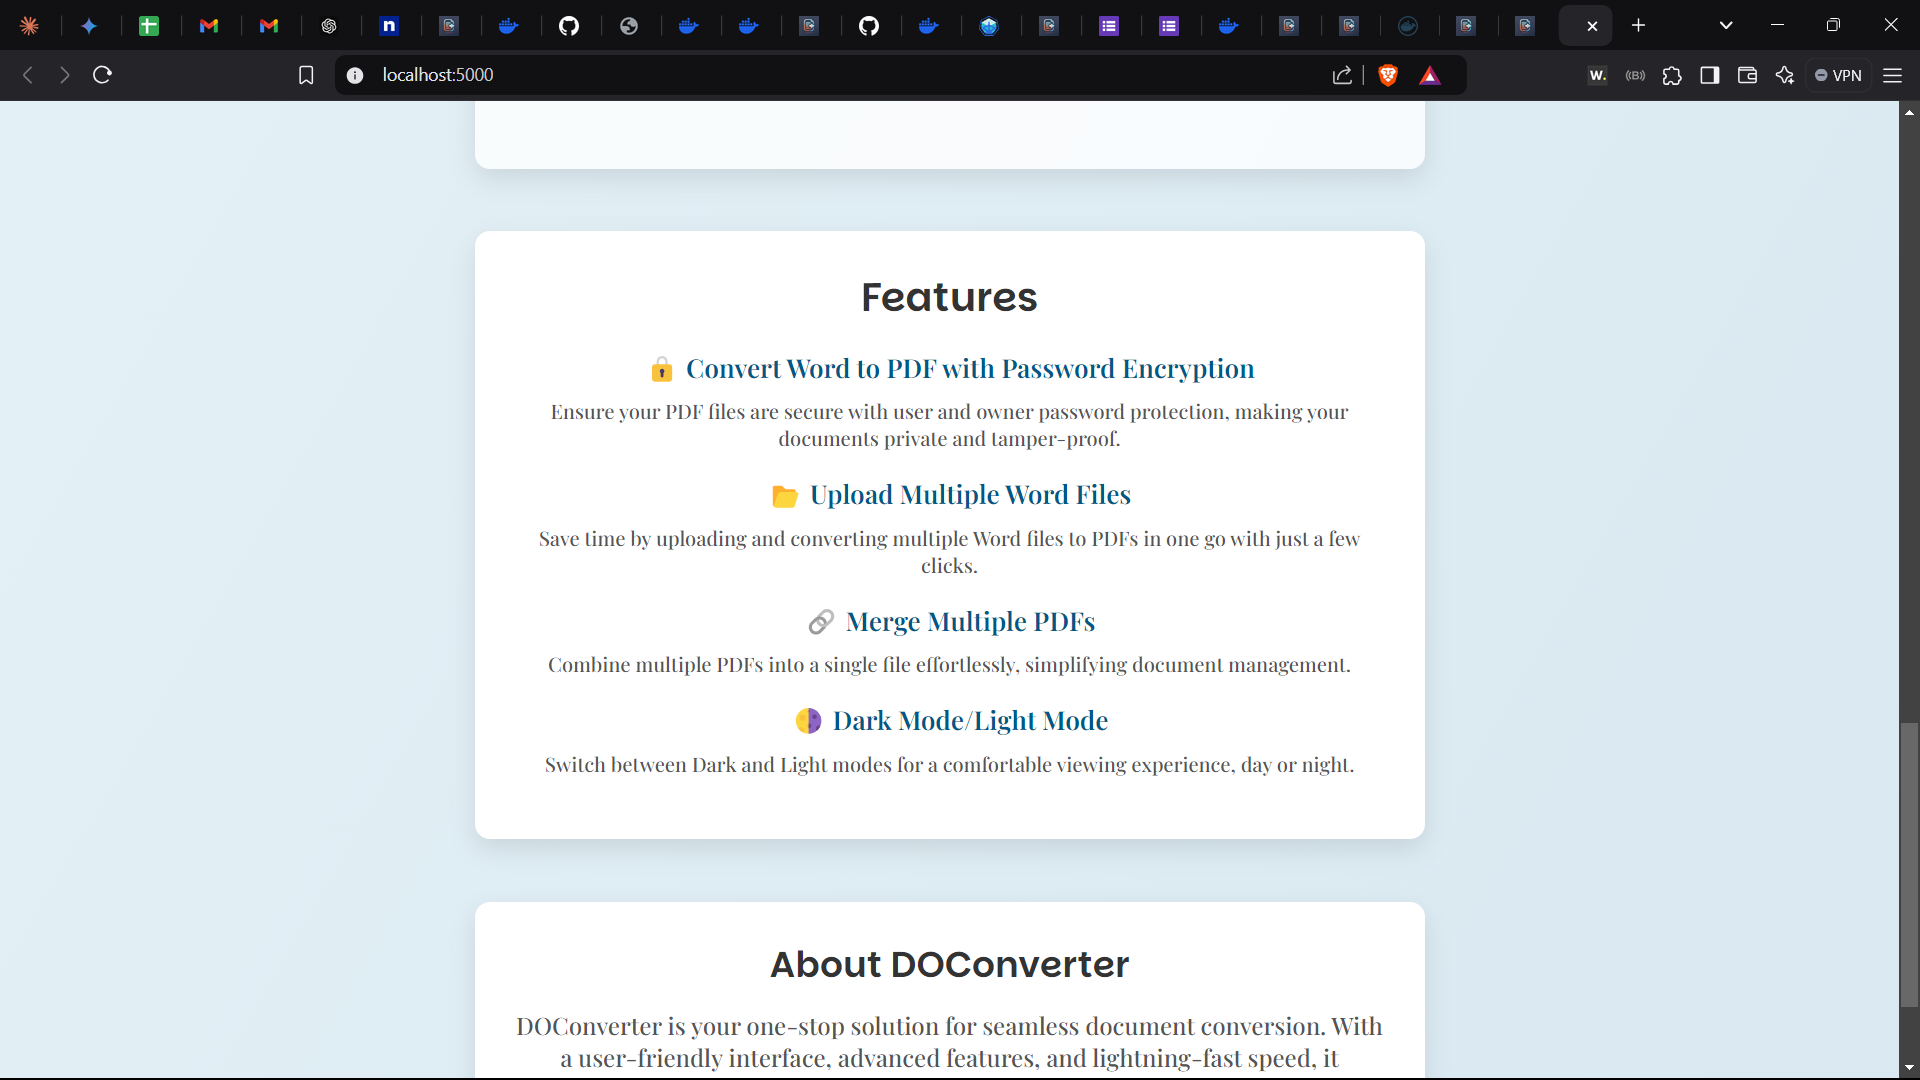 localhost:5000
W.
VPN
Features
Convert Word to PDF with Password Encryption
Ensure your PDF files are secure with user and owner password protection, making your
documents private and tamper-proof.
Upload Multiple Word Files
Save time by uploading and converting multiple Word files to PDFs in one go with just a few
clicks.
Merge Multiple PDFs
Combine multiple PDFs into a single file effortlessly, simplifying document management.
Dark Mode/Light Mode
Switch between Dark and Light modes for a comfortable viewing experience, day or night.
About DOConverter
DOConverter is your one-stop solution for seamless document conversion. With
a user-friendly interface, advanced features, and lightning-fast speed, it